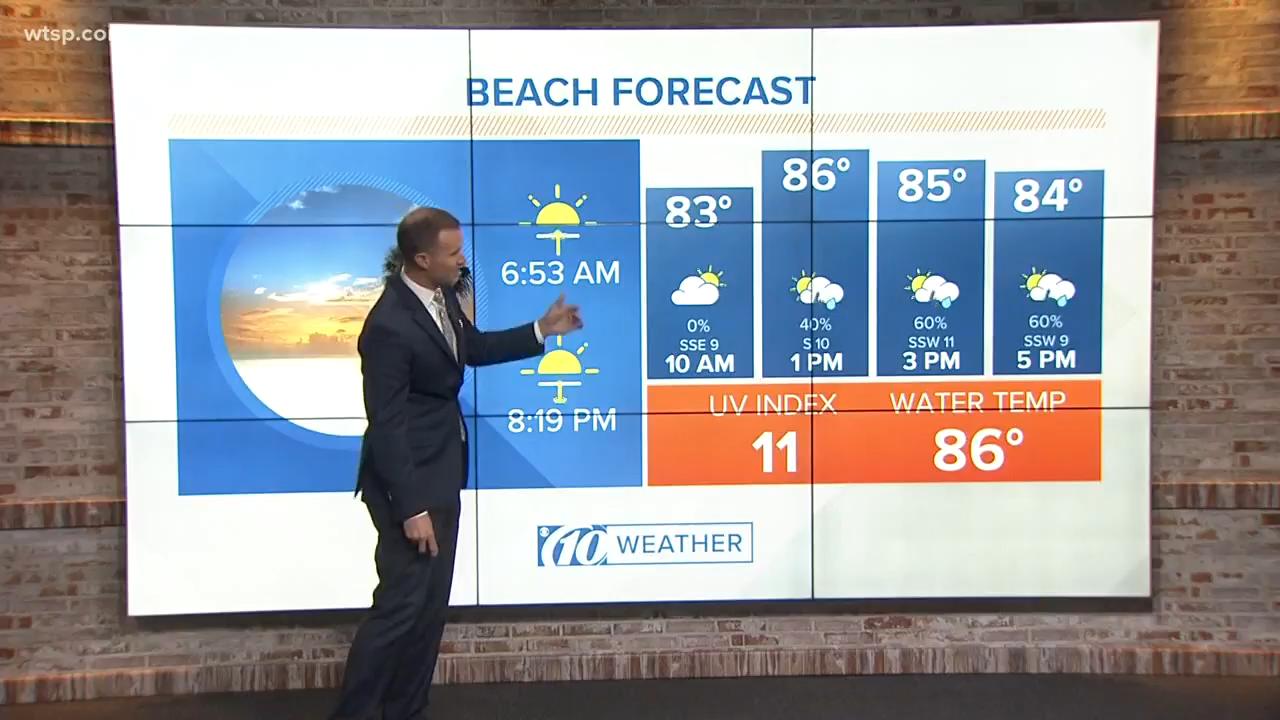 wtsp.co
BEACH FORECAST
6:53 AM
8:19 PM
83°
0%
SSE 9
10 AM
86°
40%
S 10
1 PM
85°
60%
SSW 11
3 PM
84°
60%
SSW 9
5 PM
UV INDEX
11
WATER TEMP
86°
10 WEATHER